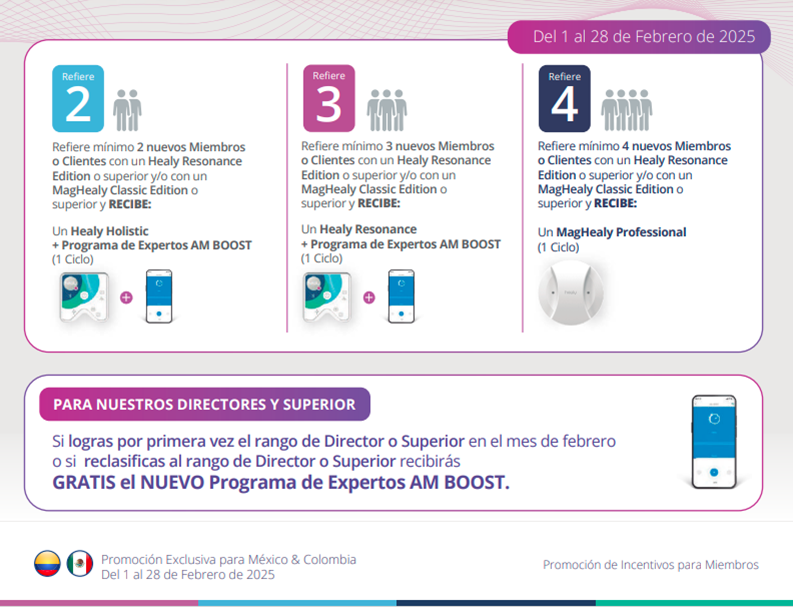 Del 1 al 28 de Febrero de 2025
Refiere
2
Refiere mínimo 2 nuevos Miembros
o Clientes con un Healy Resonance
Edition o superior y/o con un
MagHealy Classic Edition o
superior y RECIBE:
Un Healy Holistic
+ Programa de Expertos AM BOOST
(1 Ciclo)
+
Refiere
3
Refiere mínimo 3 nuevos Miembros
o Clientes con un Healy Resonance
Edition o superior y/o con un
MagHealy Classic Edition o
superior y RECIBE:
Un Healy Resonance
+ Programa de Expertos AM BOOST
(1 Ciclo)
+
Refiere
4
Refiere mínimo 4 nuevos Miembros
o Clientes con un Healy Resonance
Edition o superior y/o con un
MagHealy Classic Edition o
superior y RECIBE:
Un MagHealy Professional
(1 Ciclo)
PARA NUESTROS DIRECTORES Y SUPERIOR
Si logras por primera vez el rango de Director o Superior en el mes de febrero
o si reclasificas al rango de Director o Superior recibirás
GRATIS el NUEVO Programa de Expertos AM BOOST.
Promoción Exclusiva para México & Colombia
Del 1 al 28 de Febrero de 2025
Promoción de Incentivos para Miembros